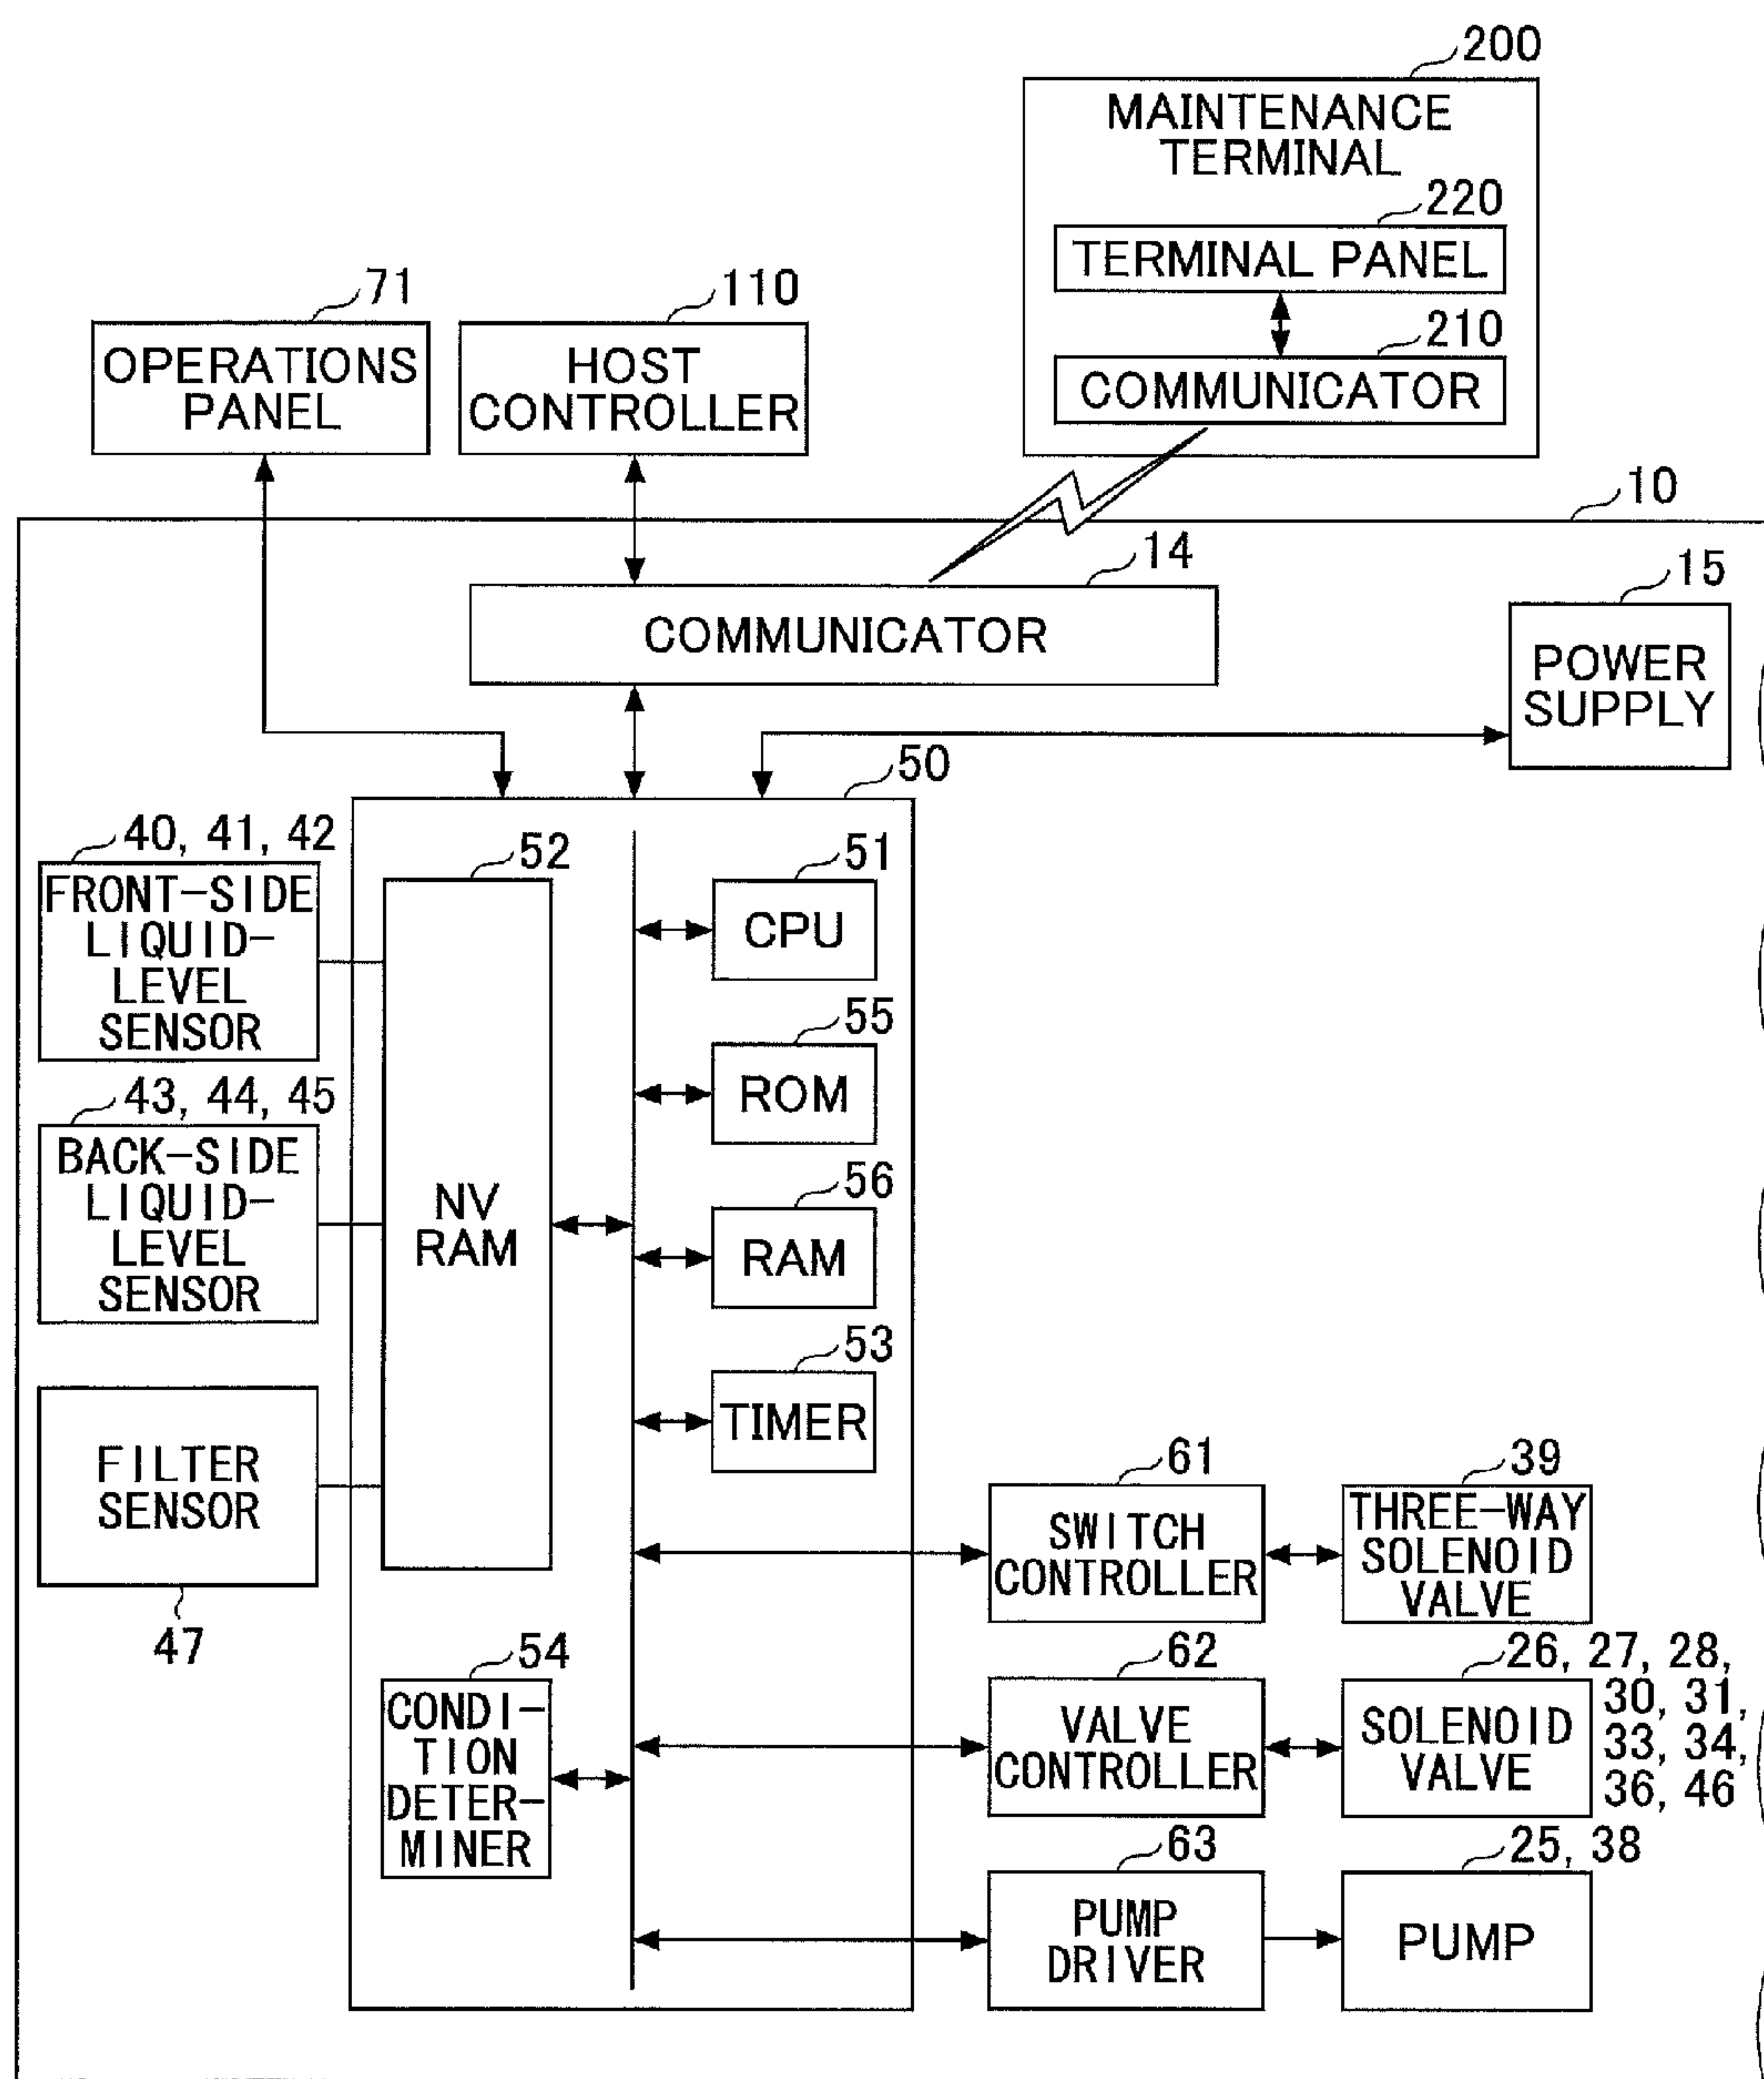 200
MAINTENANCE
TERMINAL
220
TERMINAL PANEL
210
COMMUNICATOR
71
OPERATIONS
PANEL
110
HOST
CONTROLLER
10
14
COMMUNICATOR
15
POWER
SUPPLY
50
40, 41, 42
FRONT-SIDE
LIQUID-
LEVEL
SENSOR
43, 44, 45
BACK-SIDE
LIQUID-
LEVEL
SENSOR
FILTER
SENSOR
47
52
NV
RAM
51
CPU
55
ROM
56
RAM
53
TIMER
54
CONDI-
TION
DETER-
MINER
61
SWITCH
CONTROLLER
39
THREE-WAY
SOLENOID
VALVE
62
VALVE
CONTROLLER
26, 27, 28,
30, 31,
33, 34,
36, 46
SOLENOID
VALVE
63
PUMP
DRIVER
25, 38
PUMP